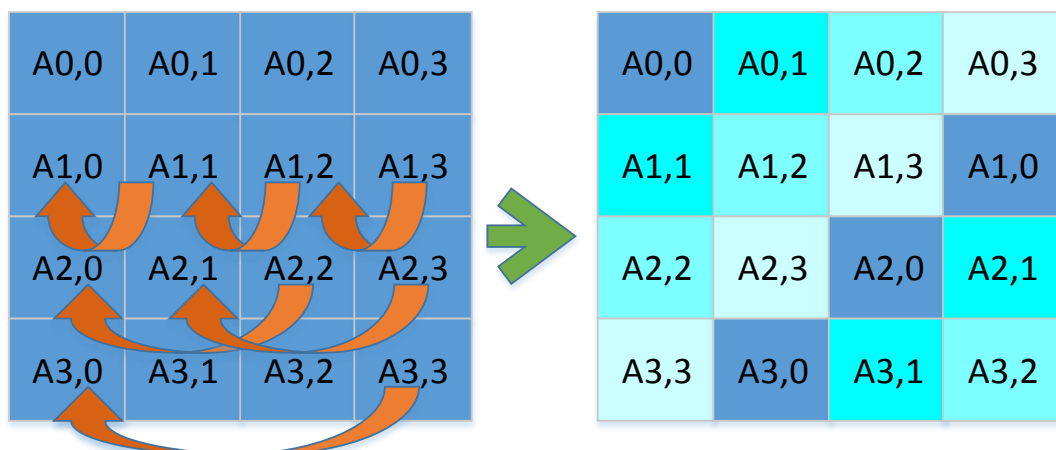 A0,0 A0,1 A0,2 A0,3
A1,0 A1,1 A1,2 A1,3
A2,0 A2,1 A2,2 A2,3
A3,0 A3,1 A3,2 A3,3
A0,0 A0,1 A0,2 A0,3
A1,1 A1,2 A1,3 A1,0
A2,2 A2,3 A2,0 A2,1
A3,3 A3,0 A3,1 A3,2